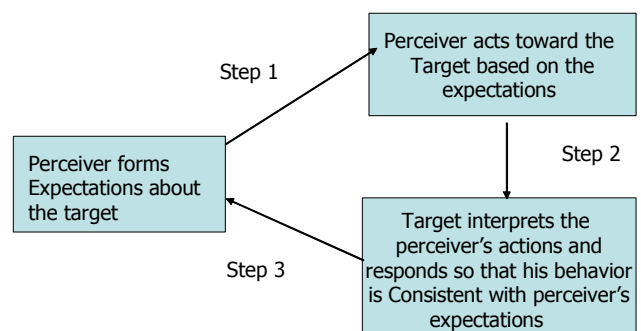 Perceiver acts toward the
Target based on the
expectations
Step 1
Step 2
Perceiver forms
Expectations about
the target
Target interprets the
perceiver's actions and
responds so that his behavior
is Consistent with perceiver's
expectations
Step 3